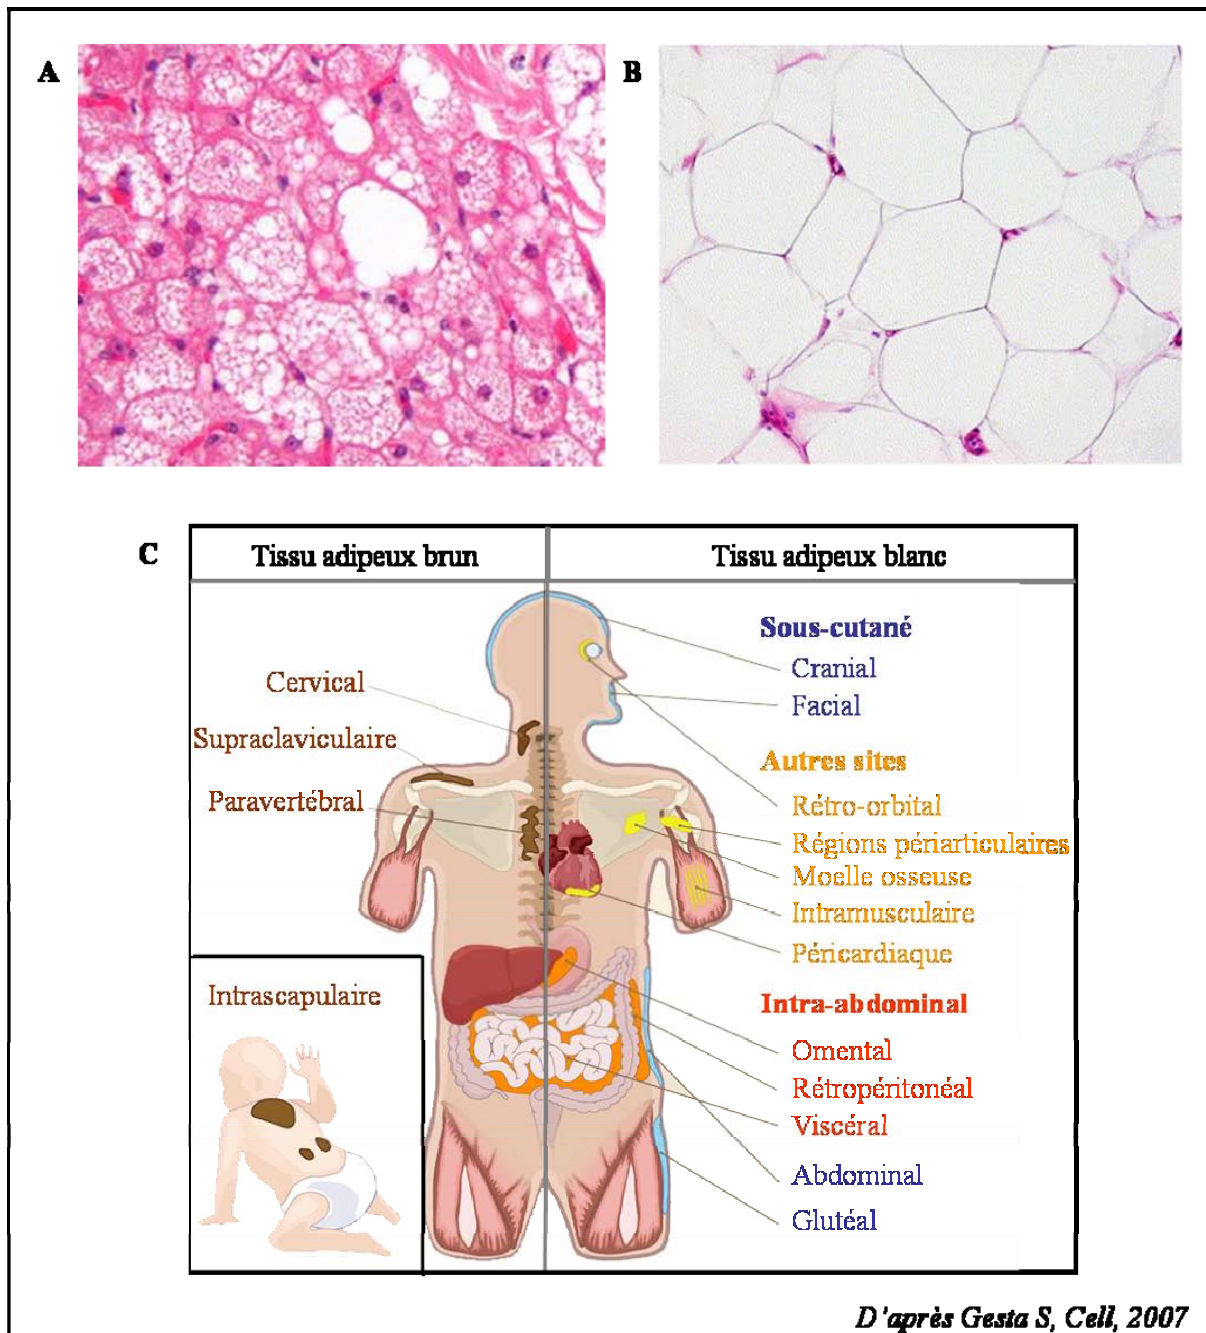 A
B
C
Tissu adipeux brun
Tissu adipeux blanc
Cervical
Supraclaviculaire
Paravertébral
Intrascapulaire
Sous-cutané
Cranial
Facial
Autres sites
Rétro-orbital
Régions périarticulaires
Moelle osseuse
Intramusculaire
Péricardiaque
Intra-abdominal
Omental
Rétropéritonéal
Viscéral
Abdominal
Glutéal
D'après Gesta S, Cell, 2007